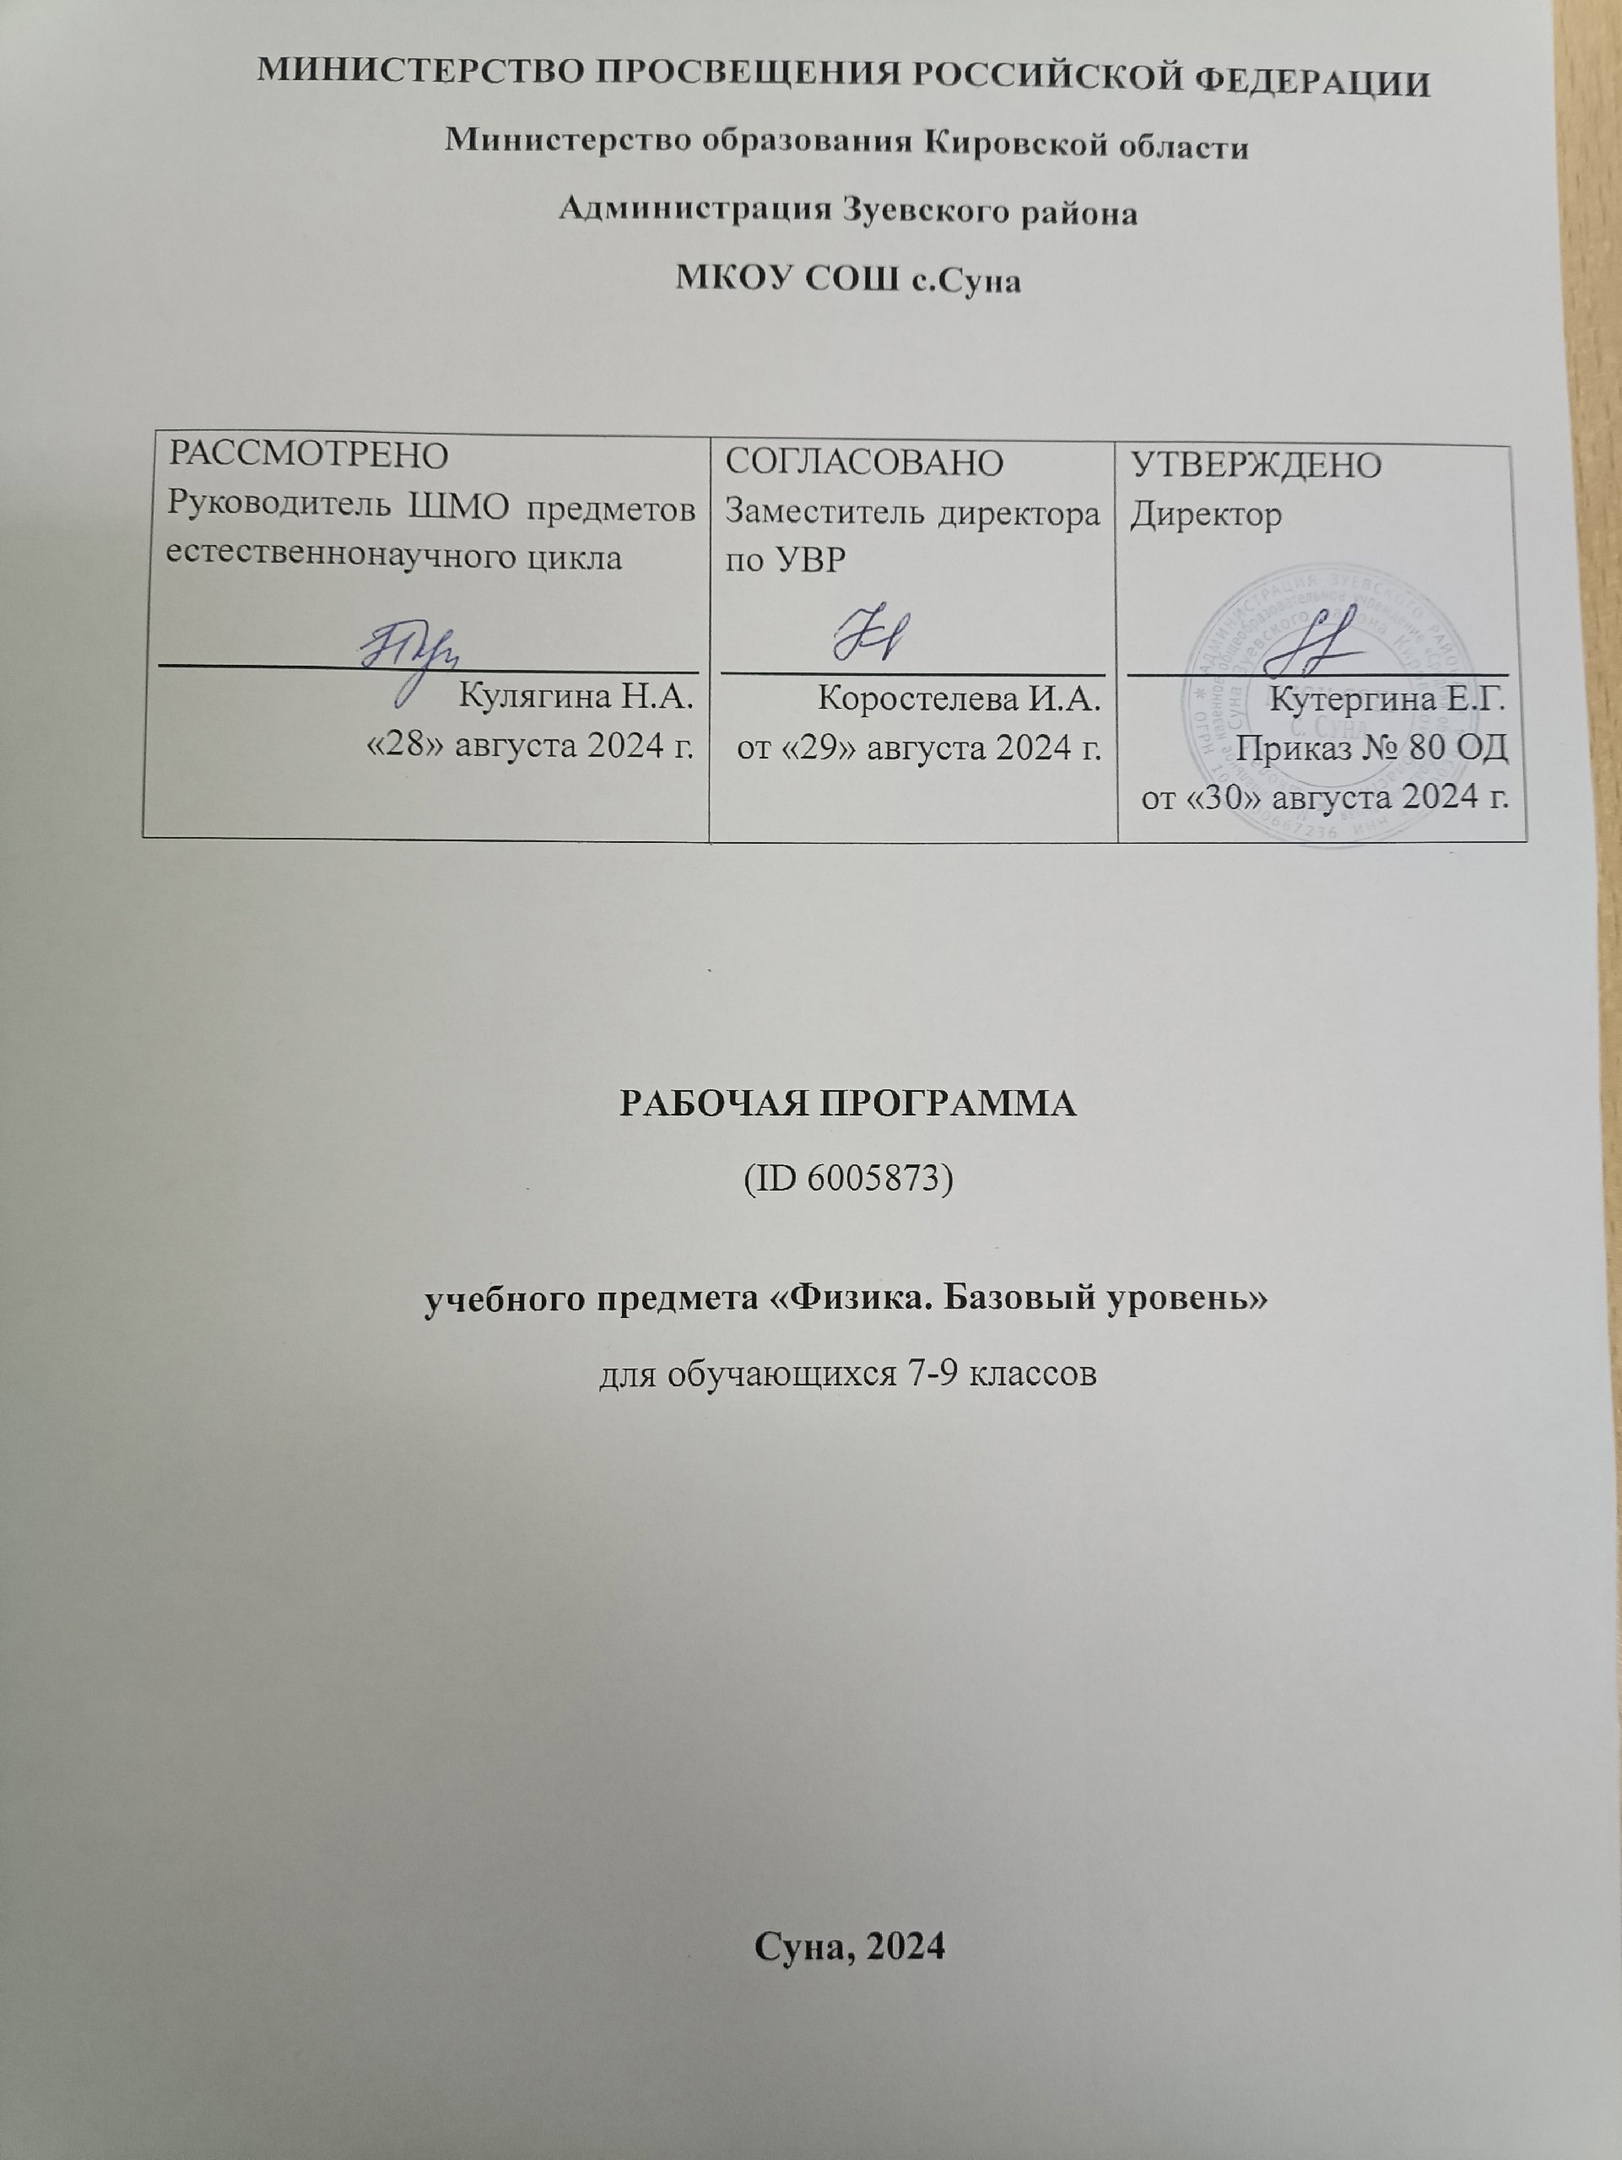 МИНИСТЕРСТВО ПРОСВЕЩЕНИЯ РОССИЙСКОЙ ФЕДЕРАЦИИ
Министерство образования Кировской области
Администрация Зуевского района
МКОУ СОШ с.Суна
РАССМОТРЕНО
Руководитель ШМО предметов
естественнонаучного цикла
Кулягина Н.А.
«28» августа 2024 г.
СОГЛАСОВАНО
Заместитель директора
по УВР
Коростелева И.А.
от «29» августа 2024 г.
УТВЕРЖДЕНО
Директор
Кутергина Е.Г.
Приказ № 80 ОД
от «30» августа 2024 г.
АДМИНИСТРАЦИЯ ЗУЕВСКОГО
с. Суна
РАБОЧАЯ ПРОГРАММА
(ID 6005873)
учебного предмета «Физика. Базовый уровень»
для обучающихся 7-9 классов
Суна, 2024